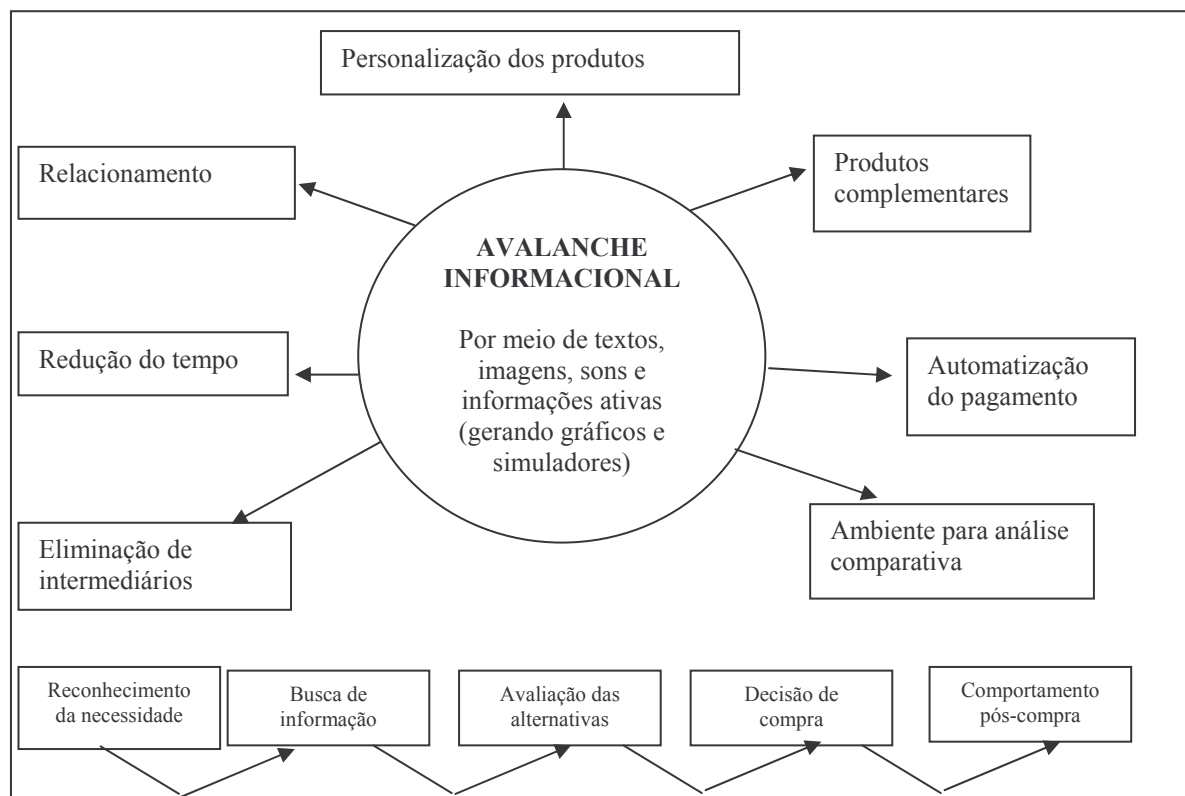 Personalização dos produtos
Relacionamento
Produtos
complementares
AVALANCHE
INFORMACIONAL
Por meio de textos,
imagens, sons e
informações ativas
(gerando gráficos e
simuladores)
Redução do tempo
Automatização
do pagamento
Eliminação de
intermediários
Ambiente para análise
comparativa
Reconhecimento
da necessidade
Busca de
informação
Avaliação das
alternativas
Decisão de
compra
Comportamento
pós-compra